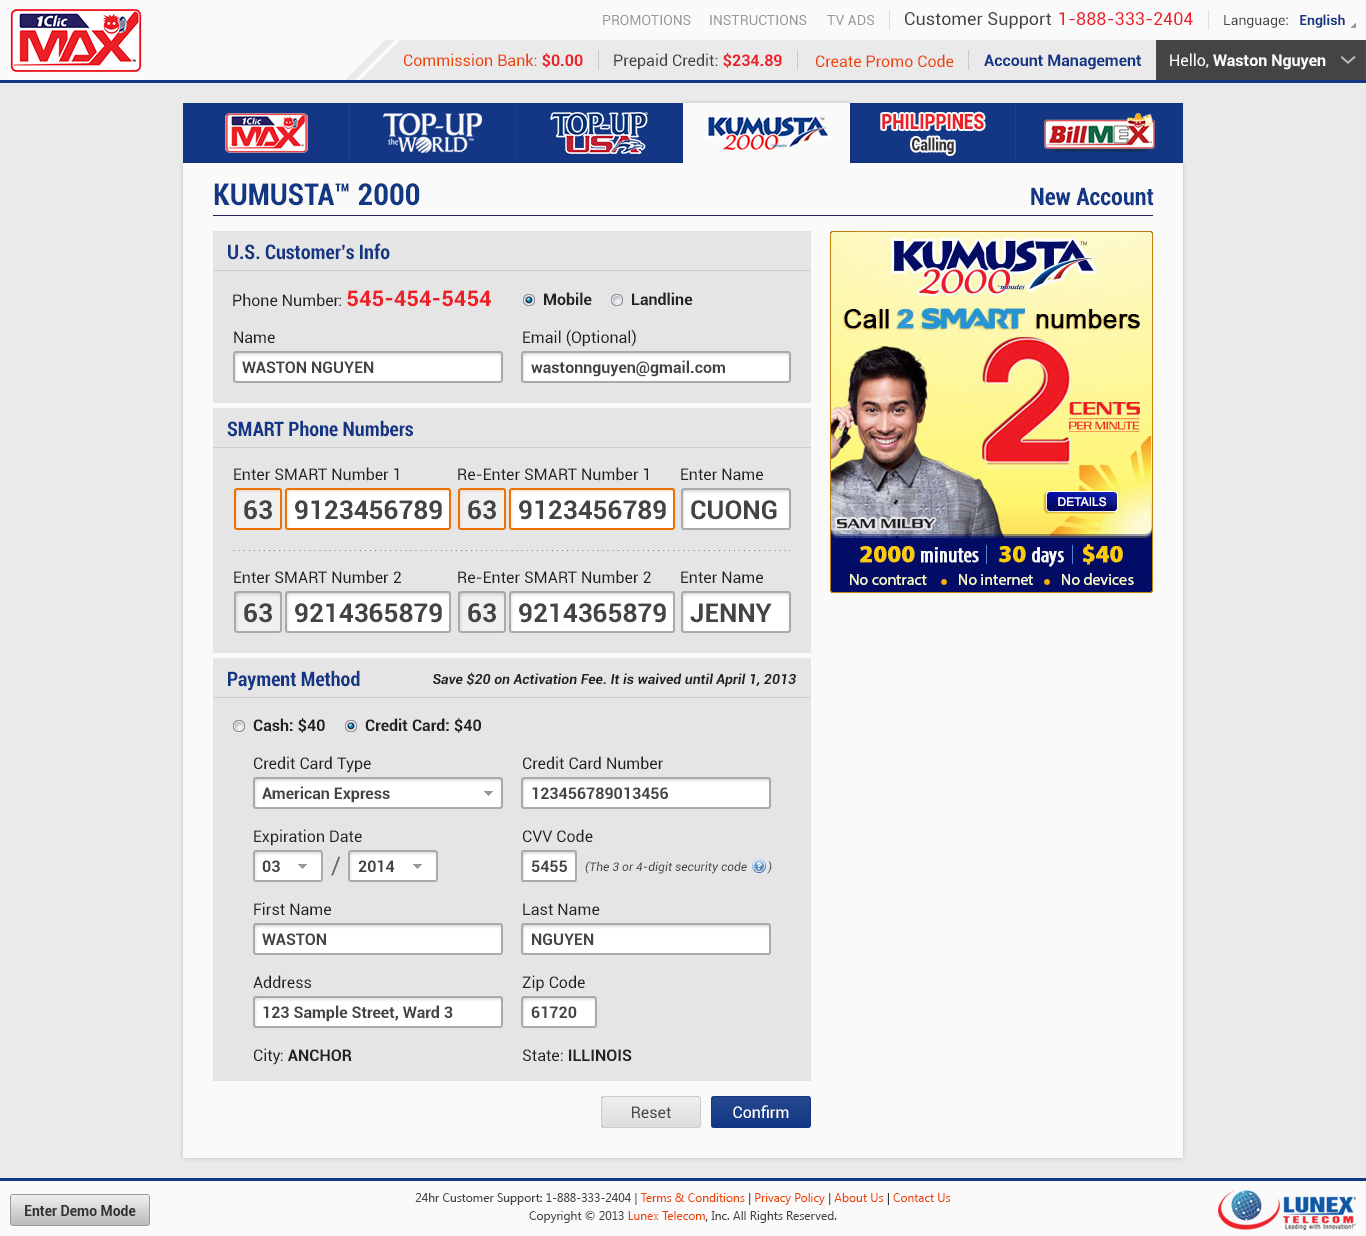 1Clic
MAX
PROMOTIONS INSTRUCTIONS TV ADS Customer Support 1-888-333-2404 Language: English
Commission Bank: $0.00 Prepaid Credit: $234.89 Create Promo Code Account Management Hello, Waston Nguyen
1Clic MAX TOP-UP the WORLD™ TOP-UP USA KUMUSTA 2000 minutes PHILIPPINES Calling BillMEX
KUMUSTA™ 2000 New Account
U.S. Customer's Info
Phone Number: 545-454-5454 Mobile Landline
Name Email (Optional)
WASTON NGUYEN wastonnguyen@gmail.com
SMART Phone Numbers
Enter SMART Number 1 Re-Enter SMART Number 1 Enter Name
63 9123456789 63 9123456789 CUONG
Enter SMART Number 2 Re-Enter SMART Number 2 Enter Name
63 9214365879 63 9214365879 JENNY
Payment Method Save $20 on Activation Fee. It is waived until April 1, 2013
Cash: $40 Credit Card: $40
Credit Card Type Credit Card Number
American Express 123456789013456
Expiration Date CVV Code
03 / 2014 5455 (The 3 or 4-digit security code ?)
First Name Last Name
WASTON NGUYEN
Address Zip Code
123 Sample Street, Ward 3 61720
City: ANCHOR State: ILLINOIS
Reset Confirm
KUMUSTA™
2000 minutes
Call 2 SMART numbers
2 CENTS
PER MINUTE
DETAILS
SAM MILBY
2000 minutes | 30 days | $40
No contract • No internet • No devices
Enter Demo Mode
24hr Customer Support: 1-888-333-2404 | Terms & Conditions | Privacy Policy | About Us | Contact Us
Copyright © 2013 Lunex Telecom, Inc. All Rights Reserved.
LUNEX
TELECOM
Leading with Innovation!